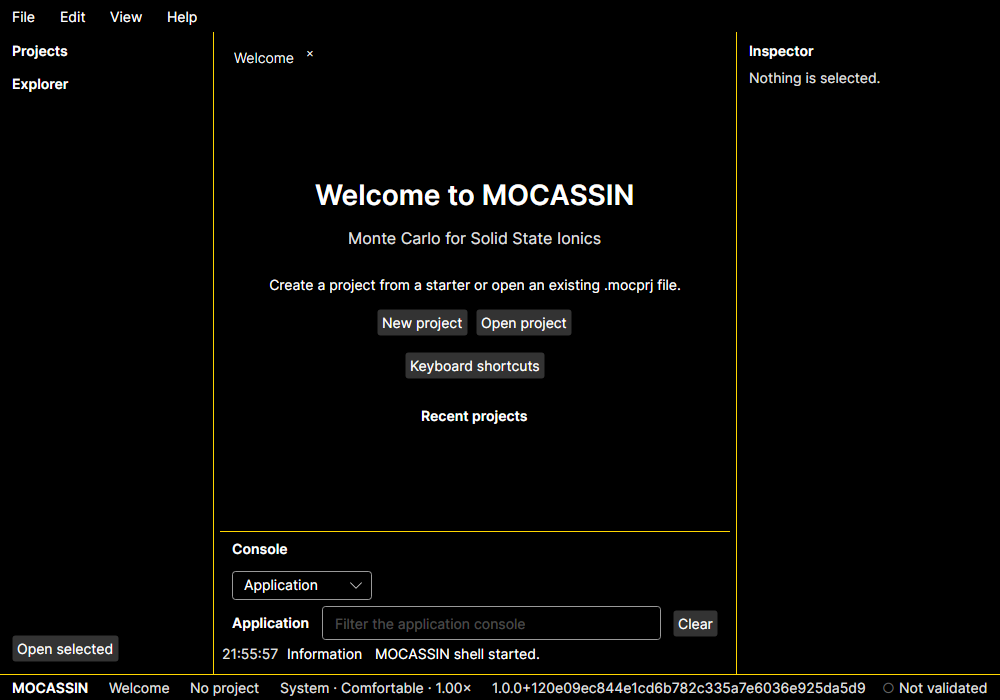 File Edit View Help
Projects
Explorer
Open selected
Welcome ×
Welcome to MOCASSIN
Monte Carlo for Solid State Ionics
Create a project from a starter or open an existing .mocprj file.
New project Open project
Keyboard shortcuts
Recent projects
Console
Application
Application Filter the application console Clear
21:55:57 Information MOCASSIN shell started.
Inspector
Nothing is selected.
MOCASSIN Welcome No project System · Comfortable · 1.00× 1.0.0+120e09ec844e1cd6b782c335a7e6036e925da5d9 Not validated